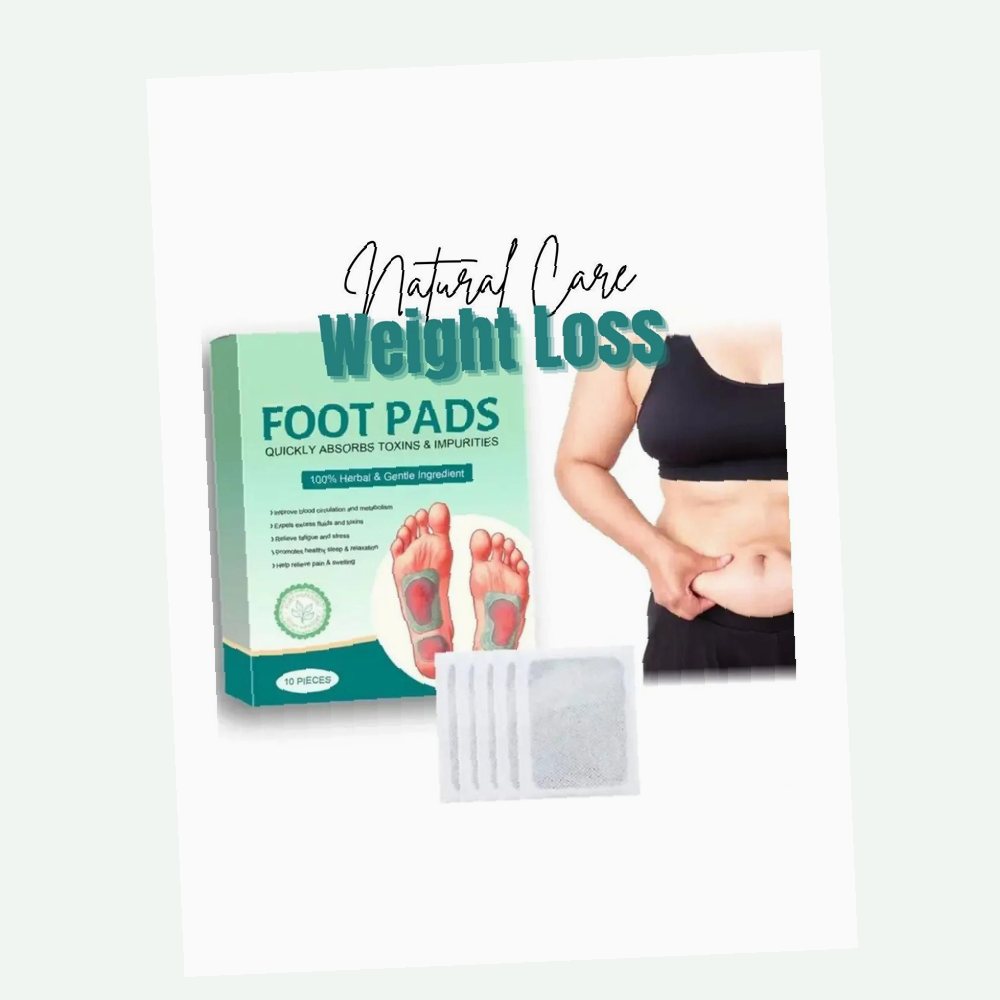 Natural Care
Weight Loss
FOOT PADS
QUICKLY ABSORBS TOXINS & IMPURITIES
100% Herbal & Gentle Ingredient
Improve blood circulation and metabolism
Expels excess fluids and toxins
Relieve fatigue and stress
Promotes healthy sleep & relaxation
Help relieve pain & swelling
10 PIECES